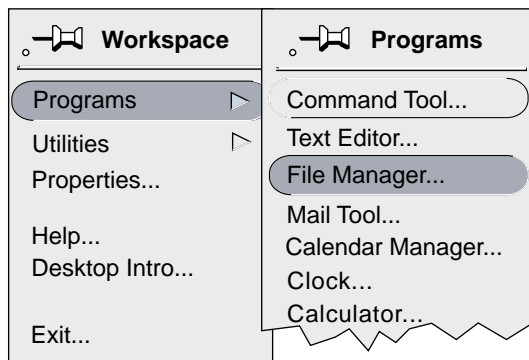 Workspace
Programs
Utilities
Properties...
Help...
Desktop Intro...
Exit...
Programs
Command Tool...
Text Editor...
File Manager...
Mail Tool...
Calendar Manager...
Clock...
Calculator...